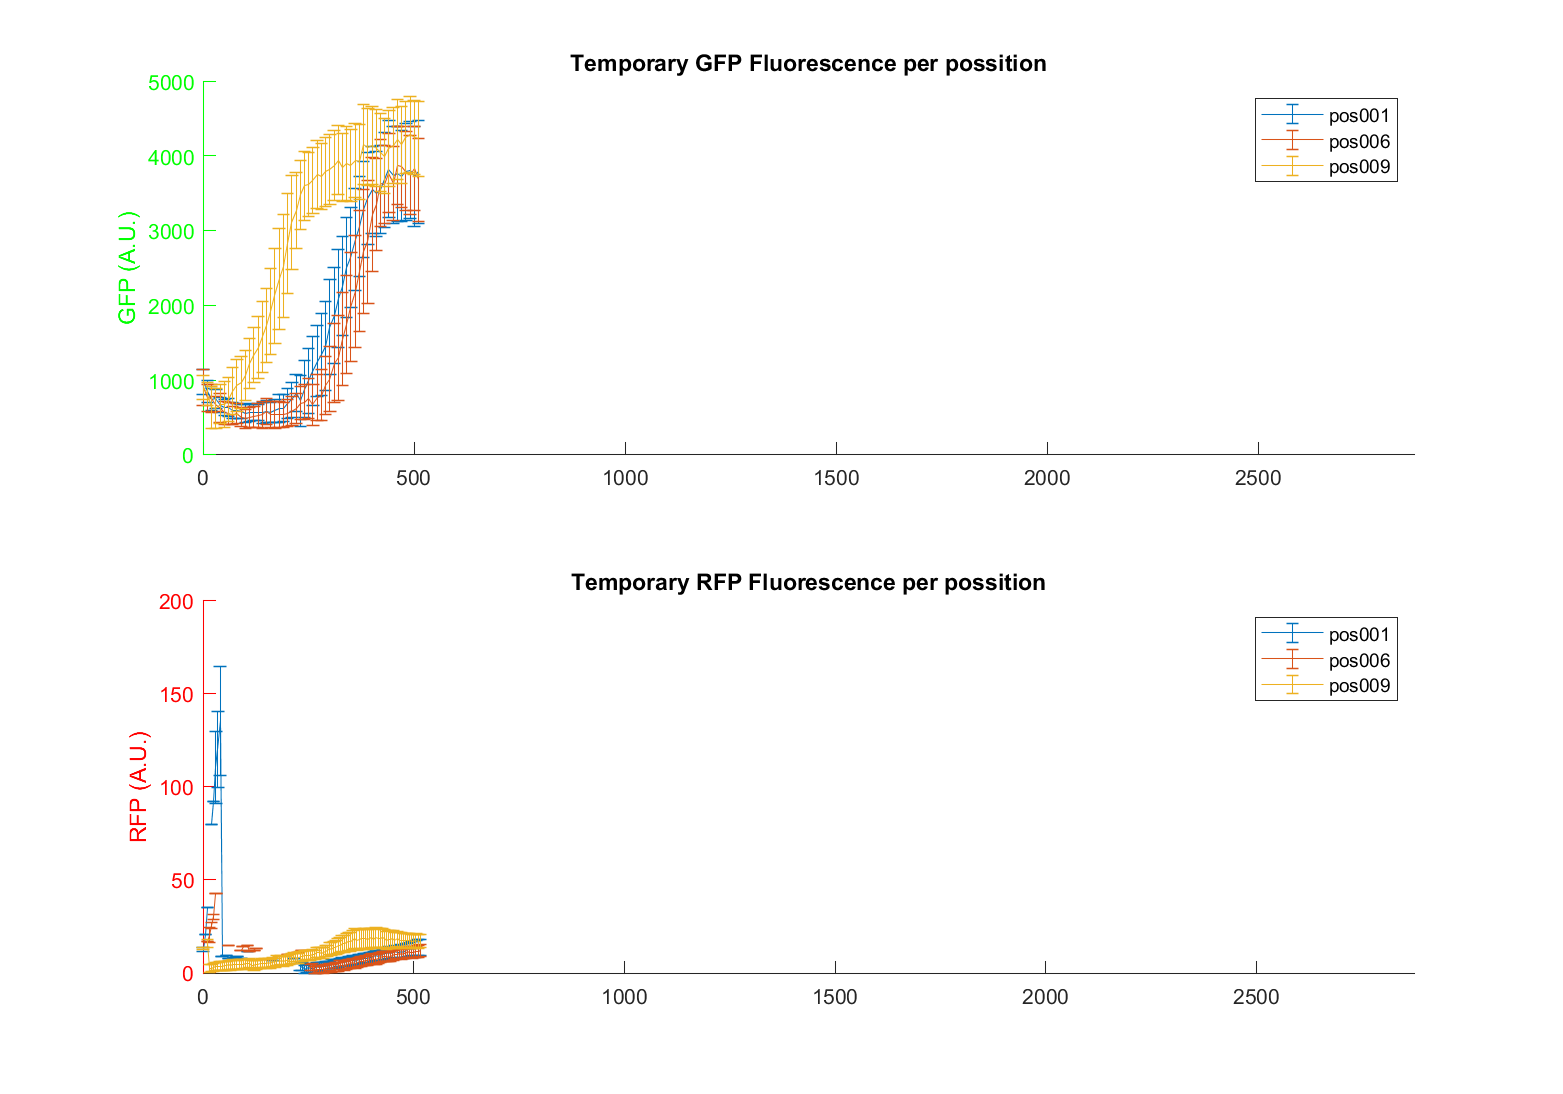 Temporary GFP Fluorescence per possition
5000
4000
3000
2000
1000
0
GFP (A.U.)
0 500 1000 1500 2000 2500
pos001
pos006
pos009
Temporary RFP Fluorescence per possition
200
150
100
50
0
RFP (A.U.)
0 500 1000 1500 2000 2500
pos001
pos006
pos009